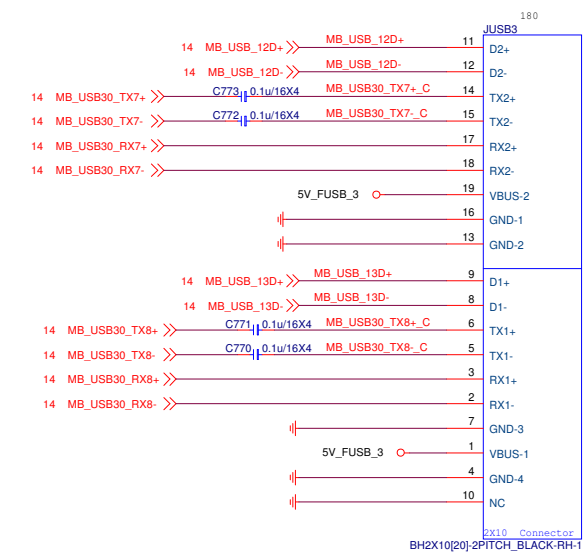 180
JUSB3
14 MB_USB_12D+ MB_USB_12D+ 11 D2+
14 MB_USB_12D- MB_USB_12D- 12 D2-
14 MB_USB30_TX7+ C773 0.1u/16X4 MB_USB30_TX7+_C 14 TX2+
14 MB_USB30_TX7- C772 0.1u/16X4 MB_USB30_TX7-_C 15 TX2-
14 MB_USB30_RX7+ 17 RX2+
14 MB_USB30_RX7- 18 RX2-
5V_FUSB_3 19 VBUS-2
16 GND-1
13 GND-2
14 MB_USB_13D+ MB_USB_13D+ 9 D1+
14 MB_USB_13D- MB_USB_13D- 8 D1-
14 MB_USB30_TX8+ C771 0.1u/16X4 MB_USB30_TX8+_C 6 TX1+
14 MB_USB30_TX8- C770 0.1u/16X4 MB_USB30_TX8-_C 5 TX1-
14 MB_USB30_RX8+ 3 RX1+
14 MB_USB30_RX8- 2 RX1-
7 GND-3
5V_FUSB_3 1 VBUS-1
4 GND-4
10 NC
2X10 Connector
BH2X10[20]-2PITCH_BLACK-RH-1